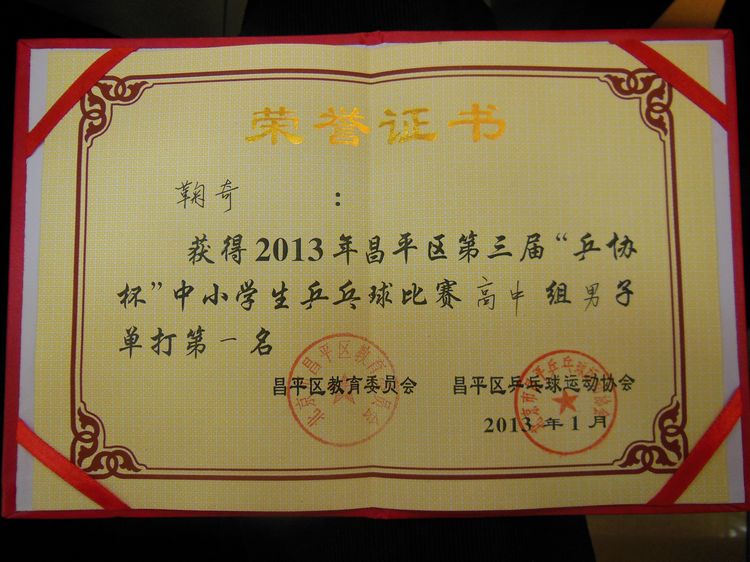 荣誉证书
鞠奇 :
获得2013年昌平区第三届“乒协
杯”中小学生乒乓球比赛高中组男子
单打第一名
昌平区教育委员会 昌平区乒乓球运动协会
2013年1月